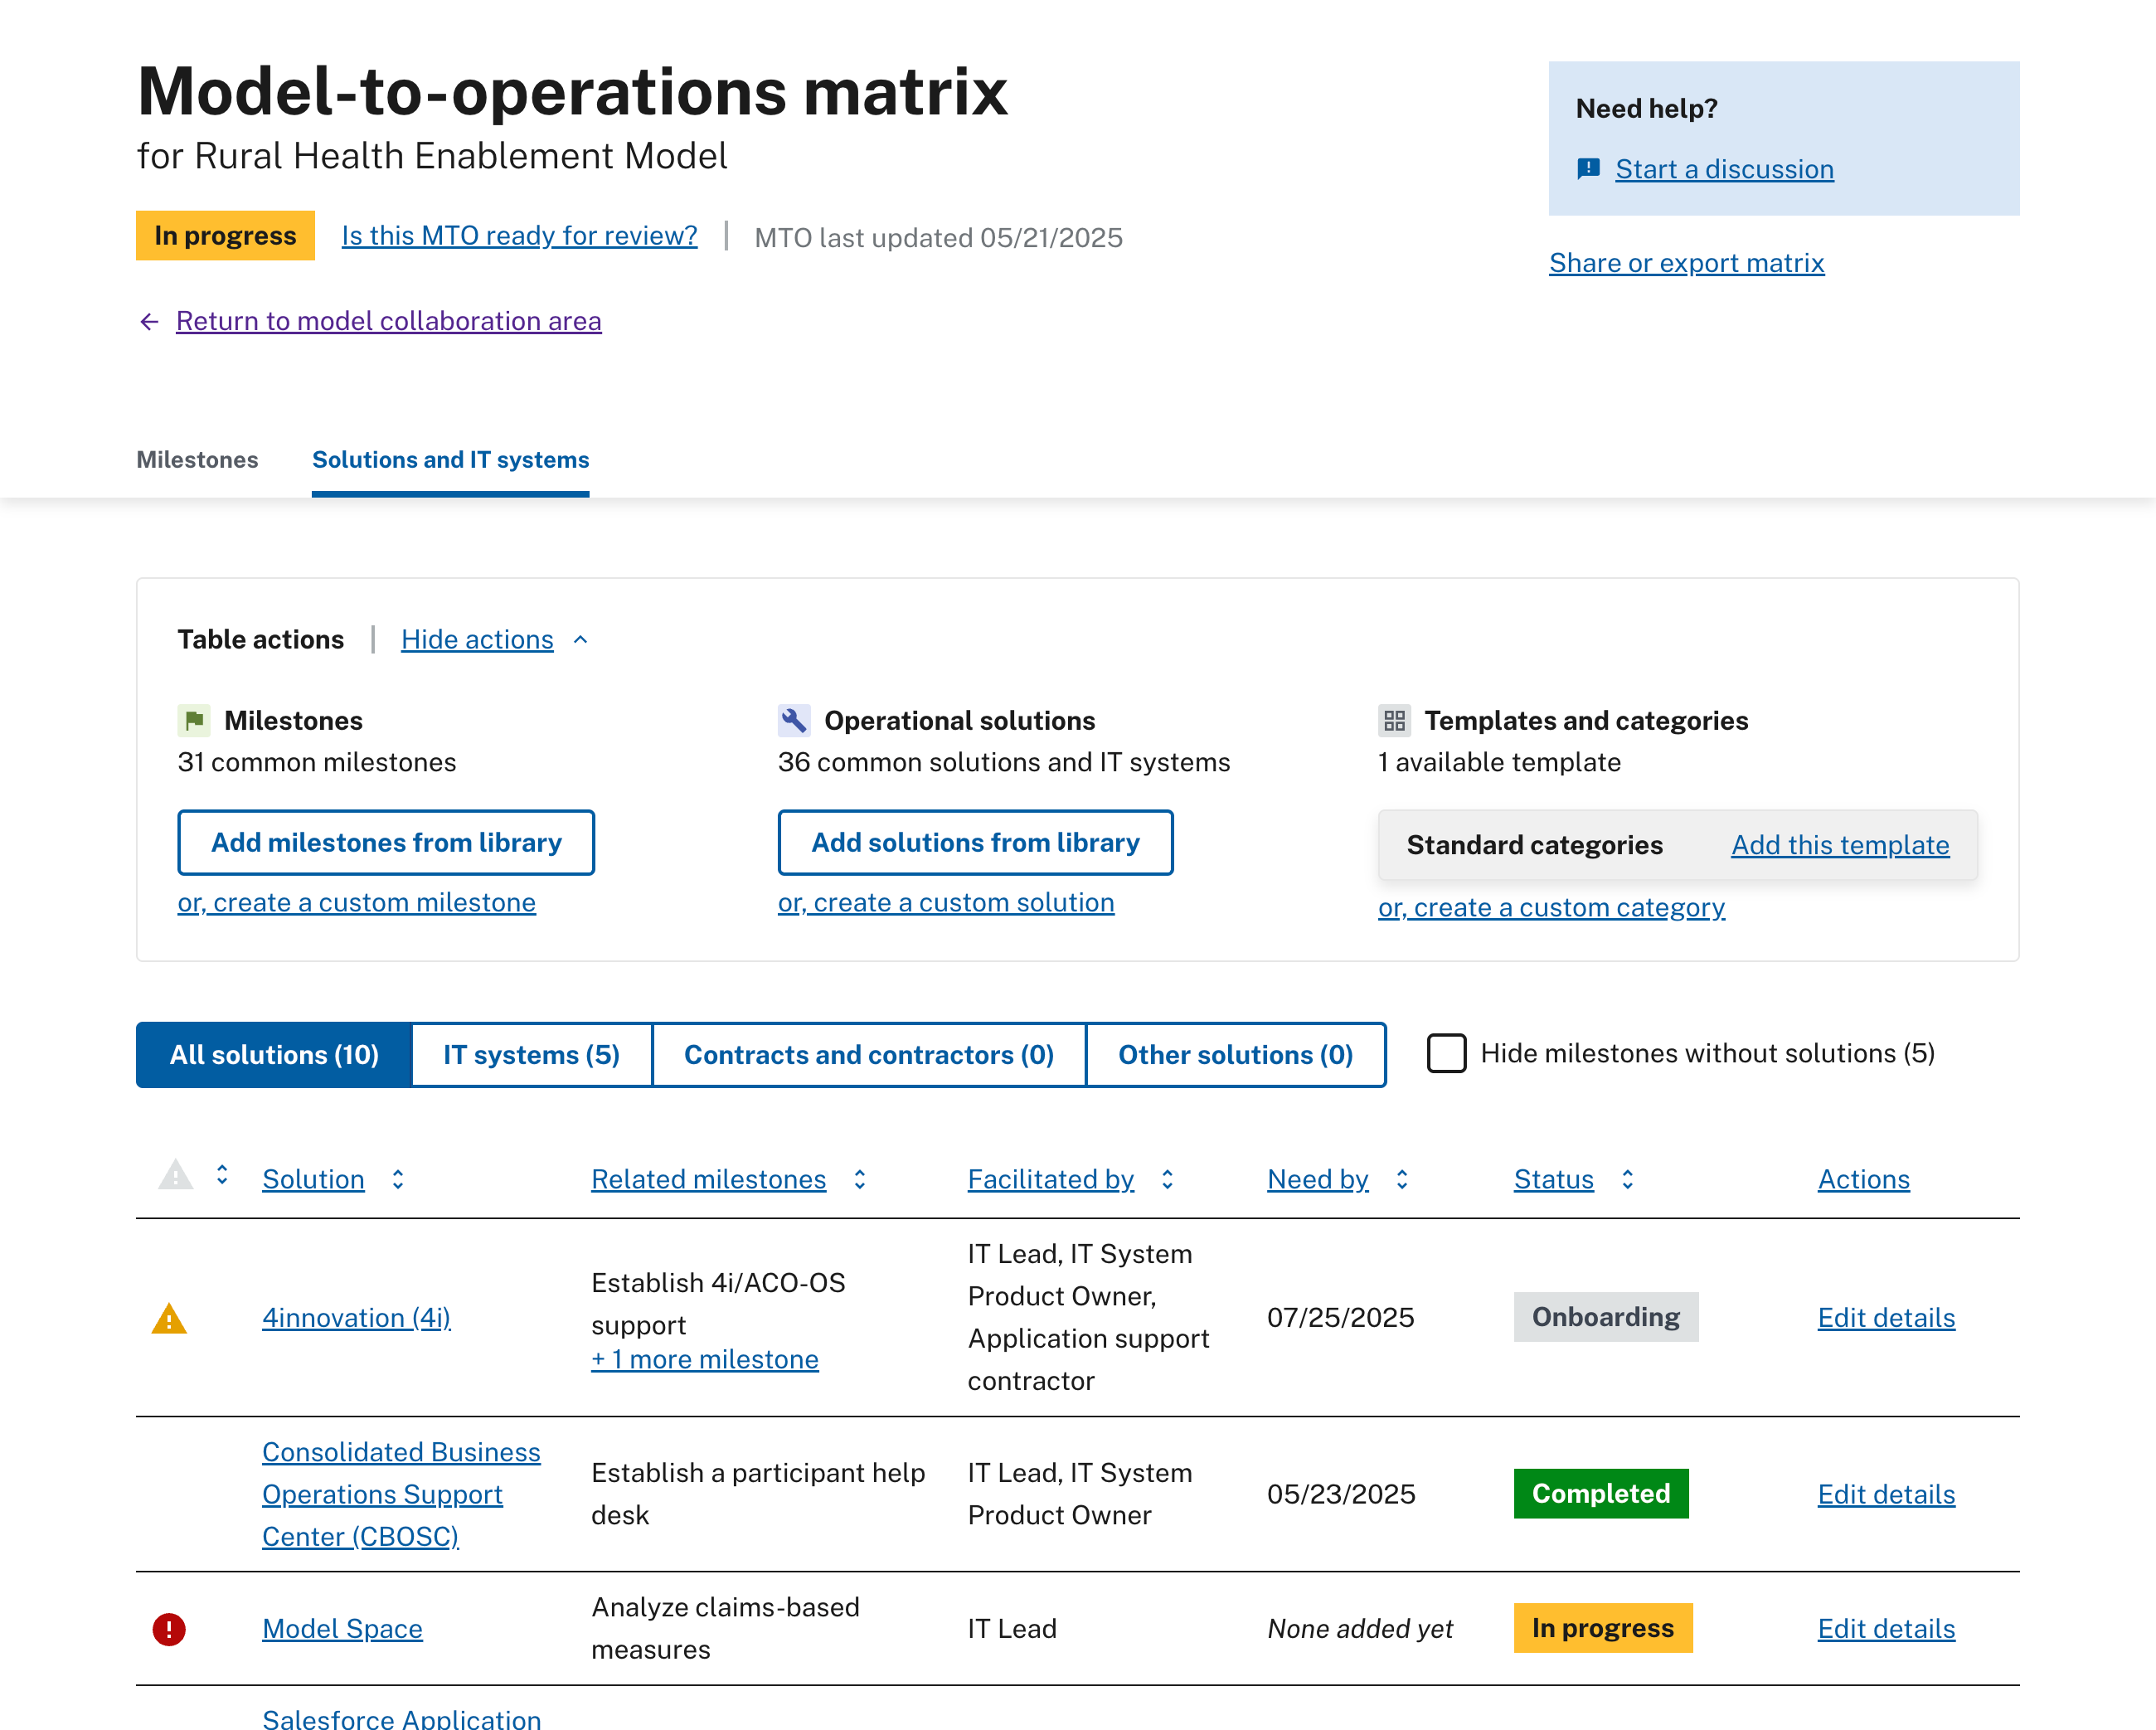 Model-to-operations matrix
for Rural Health Enablement Model
In progress
Is this MTO ready for review?
MTO last updated 05/21/2025
Return to model collaboration area
Need help?
Start a discussion
Share or export matrix
Milestones
Solutions and IT systems
Table actions
Hide actions
Milestones
31 common milestones
Add milestones from library
or, create a custom milestone
Operational solutions
36 common solutions and IT systems
Add solutions from library
or, create a custom solution
Templates and categories
1 available template
Standard categories
Add this template
or, create a custom category
All solutions (10)
IT systems (5)
Contracts and contractors (0)
Other solutions (0)
Hide milestones without solutions (5)
Solution
Related milestones
Facilitated by
Need by
Status
Actions
4innovation (4i)
Establish 4i/ACO-OS
support
+ 1 more milestone
IT Lead, IT System
Product Owner,
Application support
contractor
07/25/2025
Onboarding
Edit details
Consolidated Business
Operations Support
Center (CBOSC)
Establish a participant help
desk
IT Lead, IT System
Product Owner
05/23/2025
Completed
Edit details
Model Space
Analyze claims-based
measures
IT Lead
None added yet
In progress
Edit details
Salesforce Application